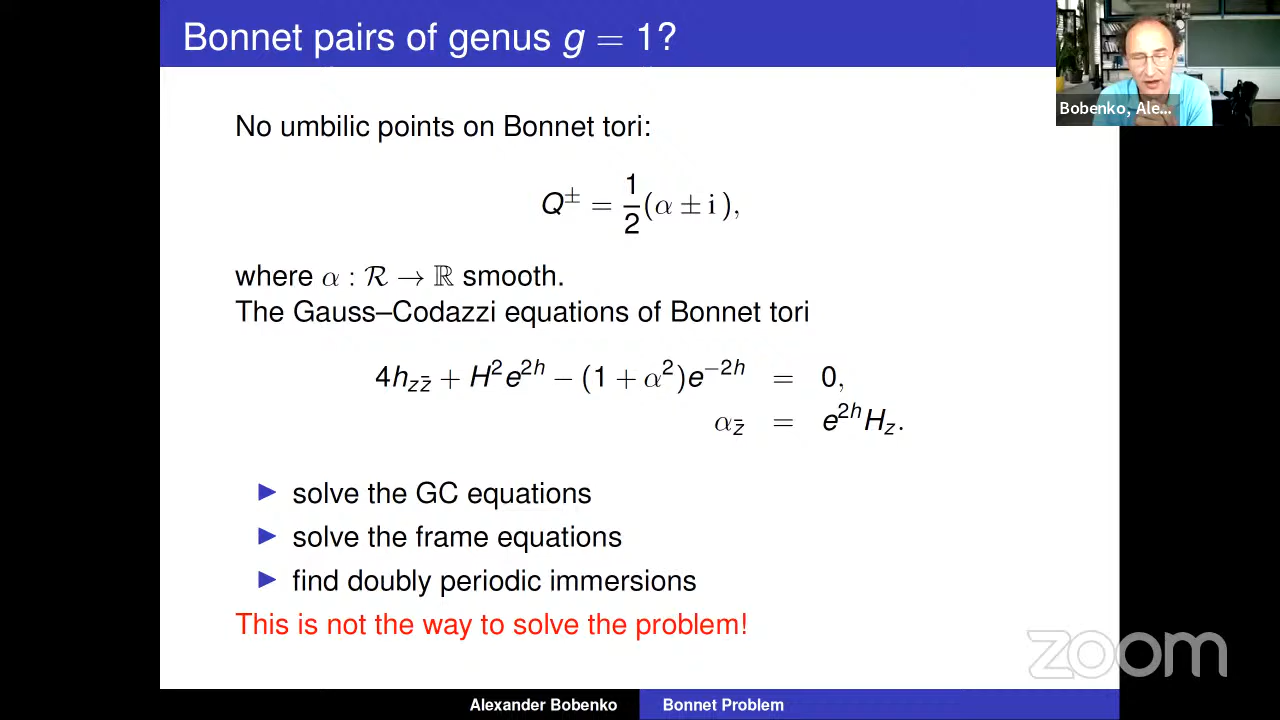 Bonnet pairs of genus g = 1?
Bobenko, Ale...
No umbilic points on Bonnet tori:
Q^± = 1/2 (α ± i),
where α : ℛ → ℝ smooth.
The Gauss–Codazzi equations of Bonnet tori
4h_{zz̄} + H²e^{2h} − (1 + α²)e^{−2h} = 0,
α_{z̄} = e^{2h}H_z.
▶ solve the GC equations
▶ solve the frame equations
▶ find doubly periodic immersions
This is not the way to solve the problem!
zoom
Alexander Bobenko Bonnet Problem